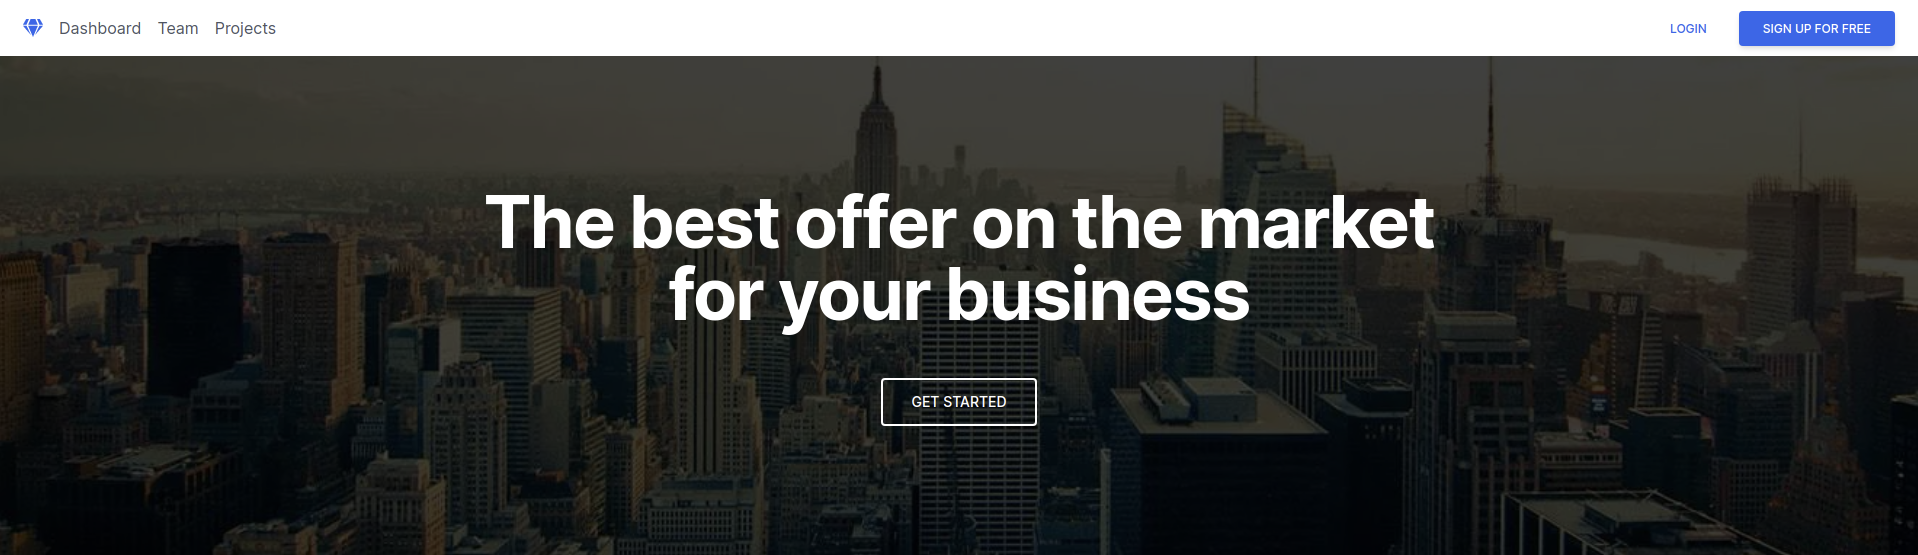 Dashboard Team Projects LOGIN SIGN UP FOR FREE
The best offer on the market
for your business
GET STARTED